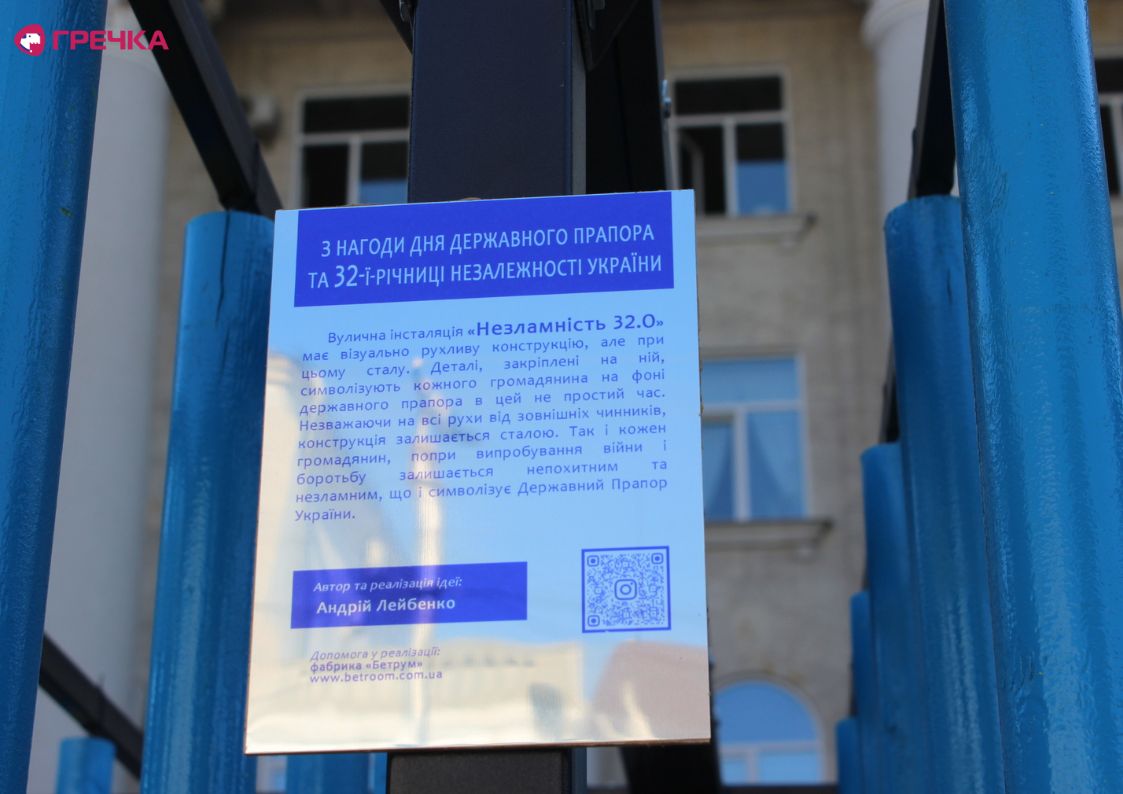 ГРЕЧКА
З НАГОДИ ДНЯ ДЕРЖАВНОГО ПРАПОРА
ТА 32-Ї-РІЧНИЦІ НЕЗАЛЕЖНОСТІ УКРАЇНИ
Вулична інсталяція «Незламність 32.0»
має візуально рухливу конструкцію, але при
цьому сталу. Деталі, закріплені на ній,
символізують кожного громадянина на фоні
державного прапора в цей не простий час.
Незважаючи на всі рухи від зовнішніх чинників,
конструкція залишається сталою. Так і кожен
громадянин, попри випробування війни і
боротьбу залишається непохитним та
незламним, що і символізує Державний Прапор
України.
Автор та реалізація ідеї:
Андрій Лейбенко
Допомога у реалізації:
фабрика «Бетрум»
www.betroom.com.ua